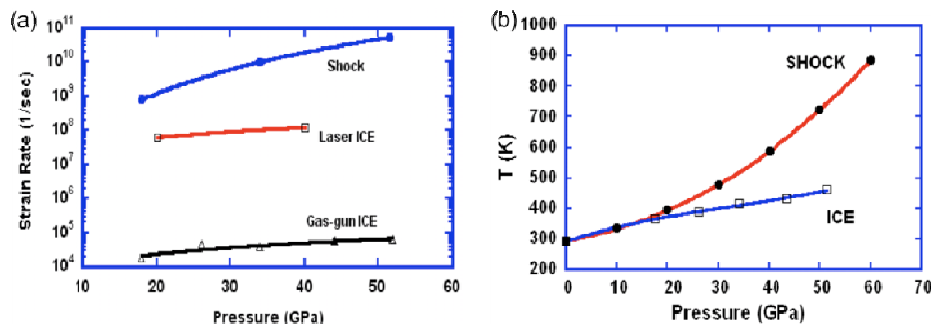 (a)
10^11
10^10
10^9
10^8
10^7
10^6
10^5
10^4
Strain Rate (1/sec)
Shock
Laser ICE
Gas-gun ICE
10 20 30 40 50 60
Pressure (GPa)
(b)
1000
900
800
700
600
500
400
300
200
T (K)
SHOCK
ICE
0 10 20 30 40 50 60 70
Pressure (GPa)